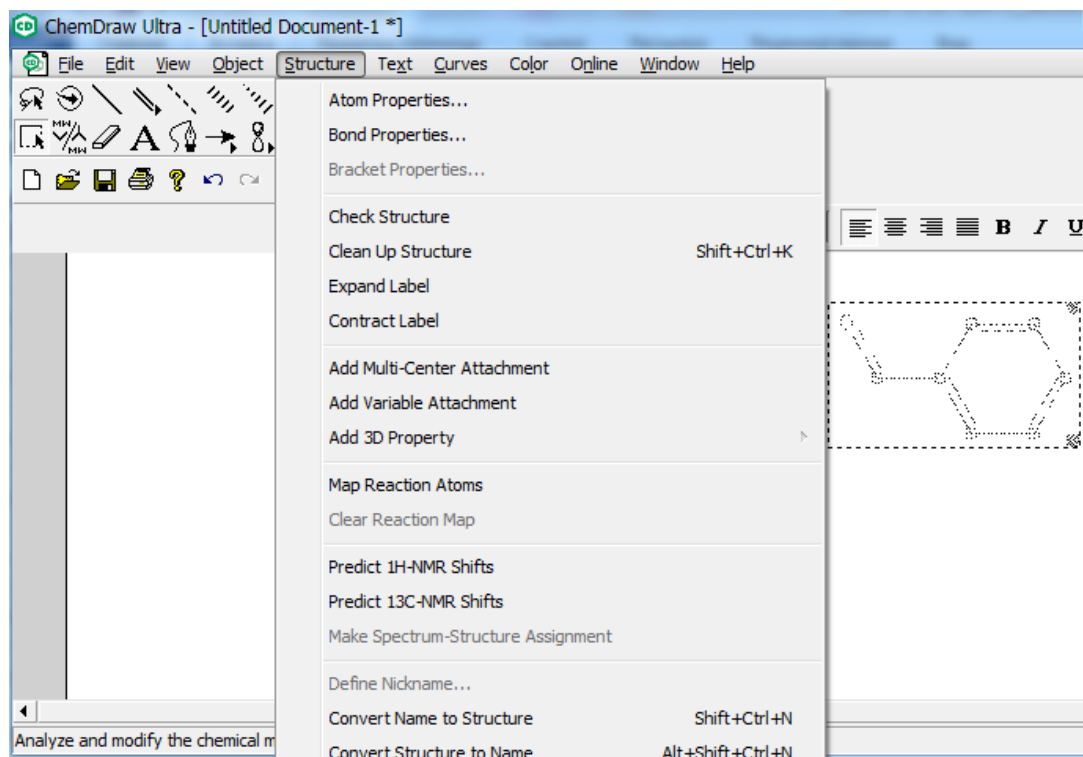 ChemDraw Ultra - [Untitled Document-1 *]
File Edit View Object Structure Text Curves Color Online Window Help
Atom Properties...
Bond Properties...
MW
MW
A
8
Bracket Properties...
Check Structure
B I U
Clean Up Structure Shift+Ctrl+K
Expand Label
Contract Label
Add Multi-Center Attachment
Add Variable Attachment
Add 3D Property
Map Reaction Atoms
Clear Reaction Map
Predict 1H-NMR Shifts
Predict 13C-NMR Shifts
Make Spectrum-Structure Assignment
Define Nickname...
Convert Name to Structure Shift+Ctrl+N
Analyze and modify the chemical m
Convert Structure to Name Alt+Shift+Ctrl+N